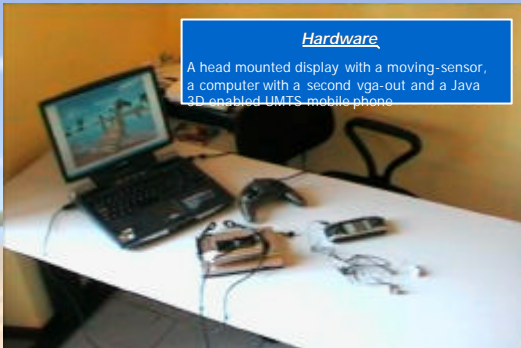 Hardware
A head mounted display with a moving-sensor,
a computer with a second vga-out and a Java
3D enabled UMTS mobile phone